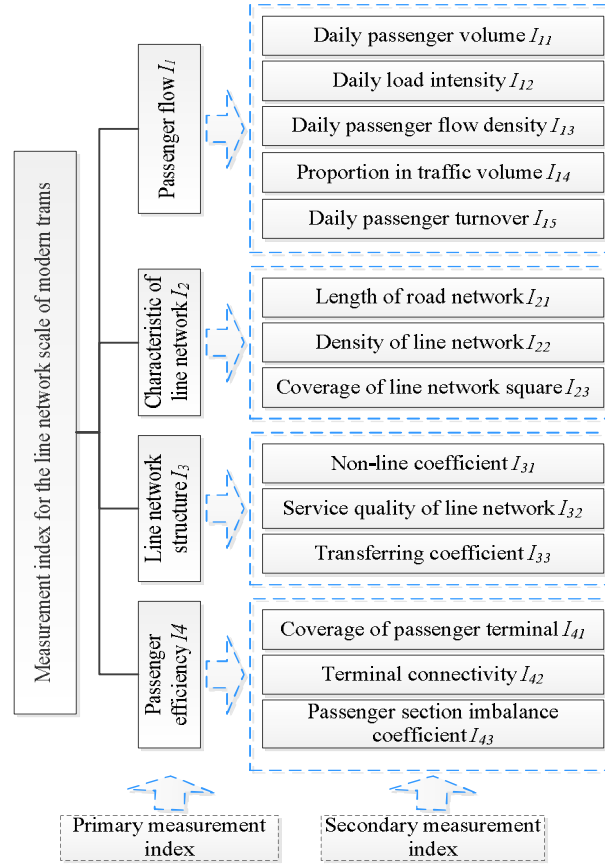 Measurement index for the line network scale of modern trams
Passenger flow I1
Daily passenger volume I11
Daily load intensity I12
Daily passenger flow density I13
Proportion in traffic volume I14
Daily passenger turnover I15
Characteristic of
line network I2
Length of road network I21
Density of line network I22
Coverage of line network square I23
Line network
structure I3
Non-line coefficient I31
Service quality of line network I32
Transferring coefficient I33
Passenger
efficiency I4
Coverage of passenger terminal I41
Terminal connectivity I42
Passenger section imbalance
coefficient I43
Primary measurement
index
Secondary measurement
index